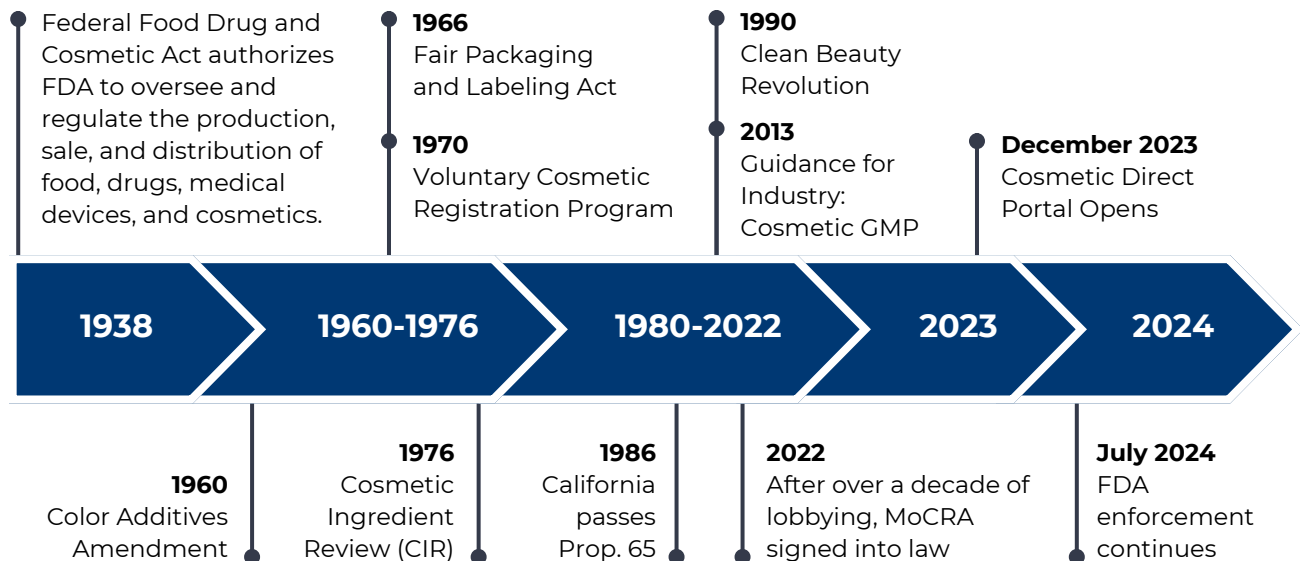 Federal Food Drug and
Cosmetic Act authorizes
FDA to oversee and
regulate the production,
sale, and distribution of
food, drugs, medical
devices, and cosmetics.
1966
Fair Packaging
and Labeling Act
1970
Voluntary Cosmetic
Registration Program
1990
Clean Beauty
Revolution
2013
Guidance for
Industry:
Cosmetic GMP
December 2023
Cosmetic Direct
Portal Opens
1938
1960-1976
1980-2022
2023
2024
1960
Color Additives
Amendment
1976
Cosmetic
Ingredient
Review (CIR)
1986
California
passes
Prop. 65
2022
After over a decade of
lobbying, MoCRA
signed into law
July 2024
FDA
enforcement
continues